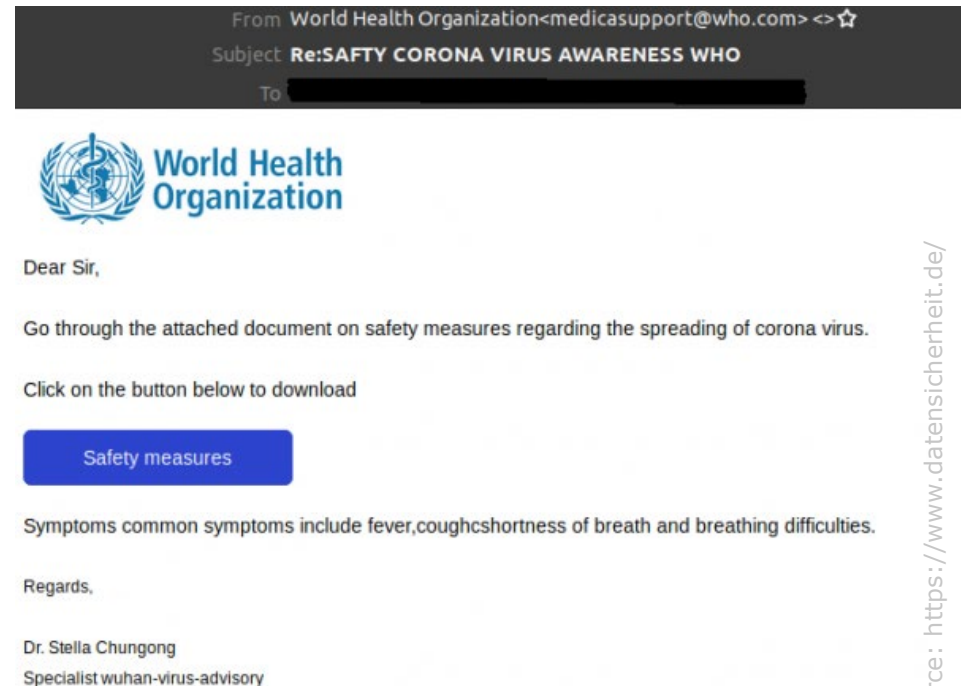 From World Health Organization<medicasupport@who.com> <>☆
Subject Re:SAFTY CORONA VIRUS AWARENESS WHO
To
World Health
Organization
Dear Sir,
Go through the attached document on safety measures regarding the spreading of corona virus.
Click on the button below to download
Safety measures
Symptoms common symptoms include fever,coughcshortness of breath and breathing difficulties.
Regards,
Dr. Stella Chungong
Specialist wuhan-virus-advisory
rce: https://www.datensicherheit.de/